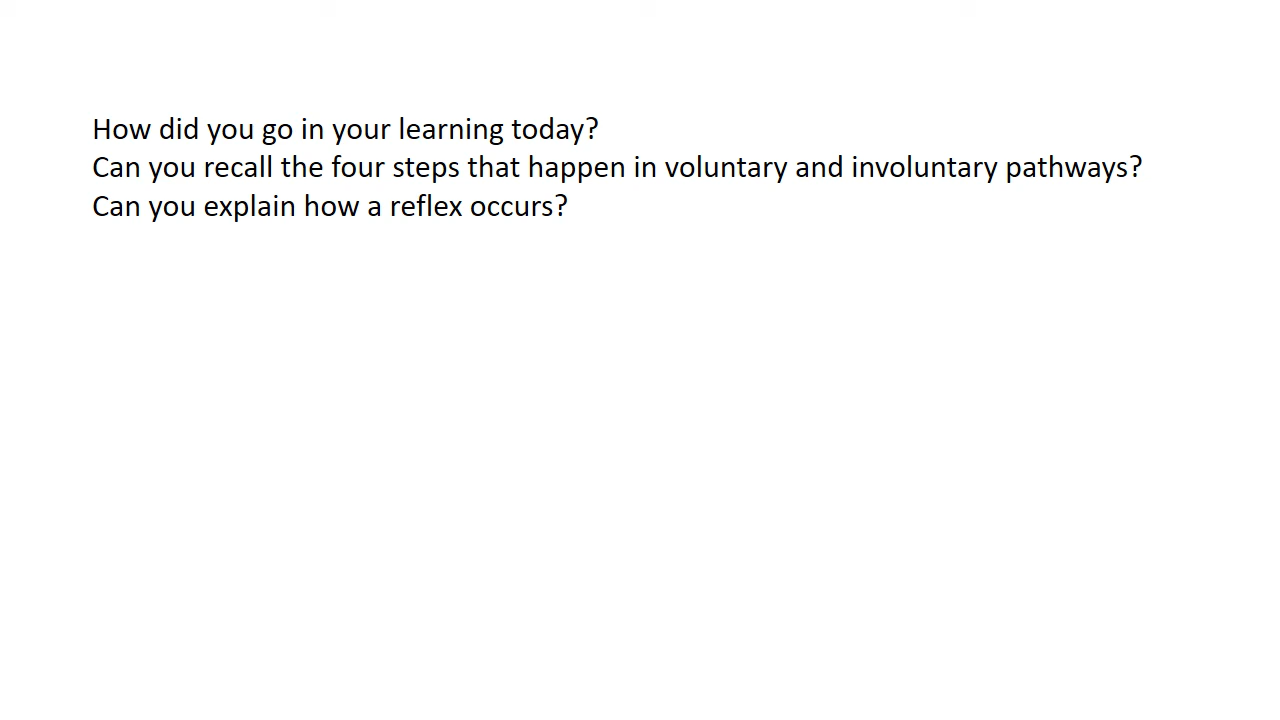 How did you go in your learning today?
Can you recall the four steps that happen in voluntary and involuntary pathways?
Can you explain how a reflex occurs?